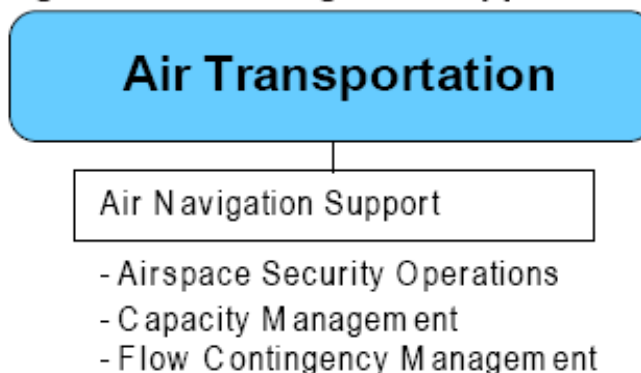 Air Transportation
Air Navigation Support
- Airspace Security Operations
- Capacity Management
- Flow Contingency Management